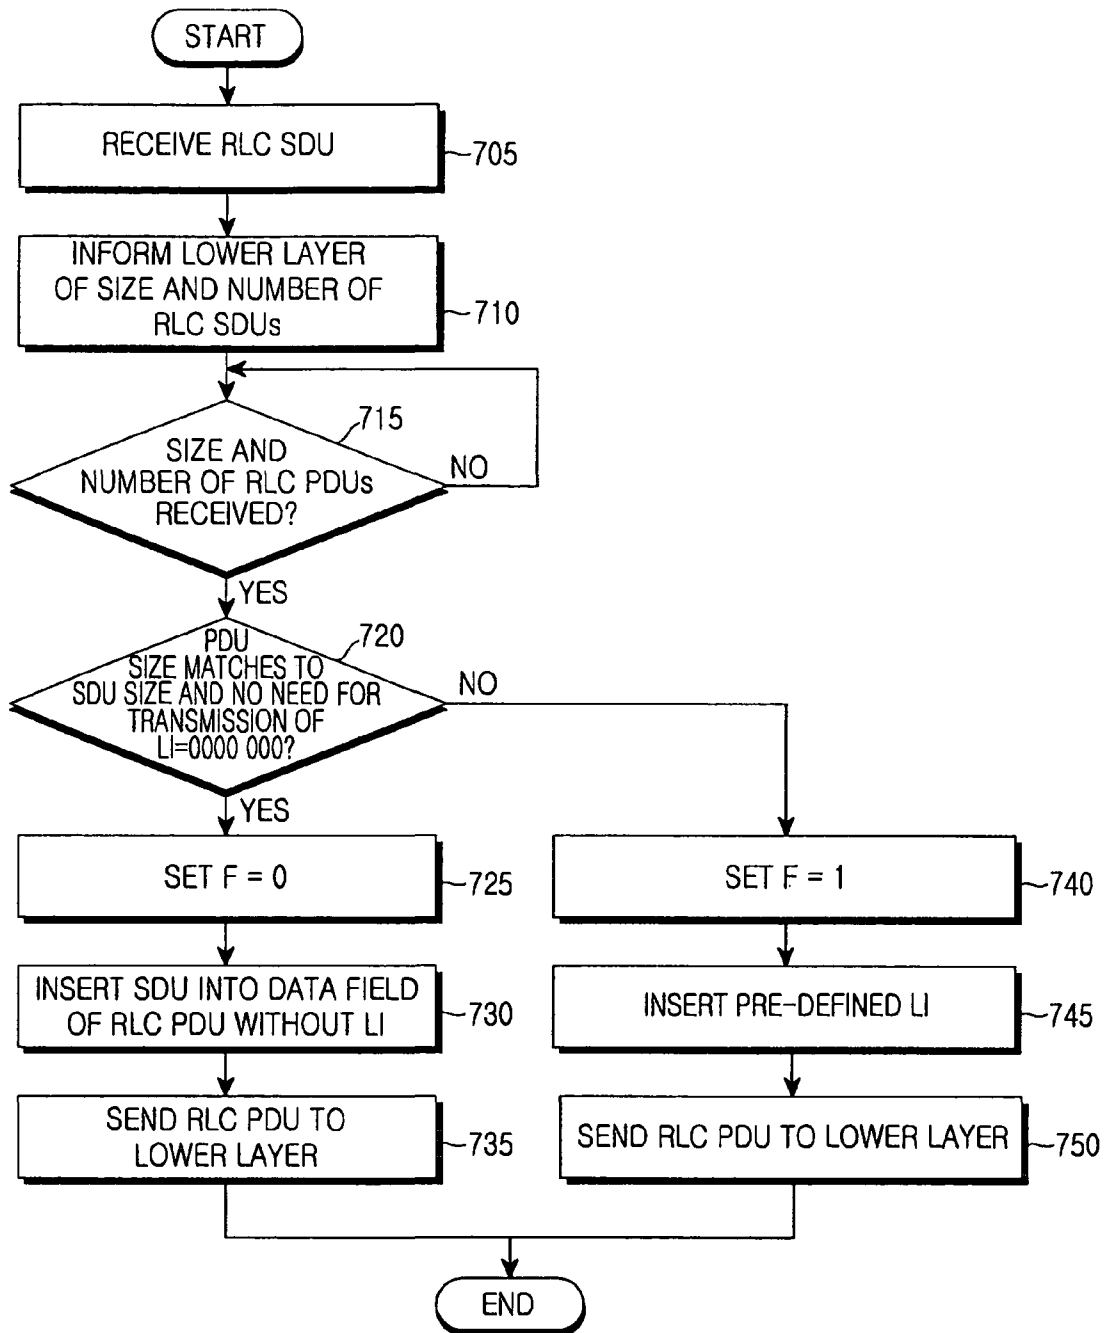 START
RECEIVE RLC SDU
705
INFORM LOWER LAYER
OF SIZE AND NUMBER OF
RLC SDUs
710
715
SIZE AND
NUMBER OF RLC PDUs
RECEIVED?
NO
YES
720
PDU
SIZE MATCHES TO
SDU SIZE AND NO NEED FOR
TRANSMISSION OF
LI=0000 000?
NO
YES
SET F = 0
725
SET F = 1
740
INSERT SDU INTO DATA FIELD
OF RLC PDU WITHOUT LI
730
INSERT PRE-DEFINED LI
745
SEND RLC PDU TO
LOWER LAYER
735
SEND RLC PDU TO LOWER LAYER
750
END